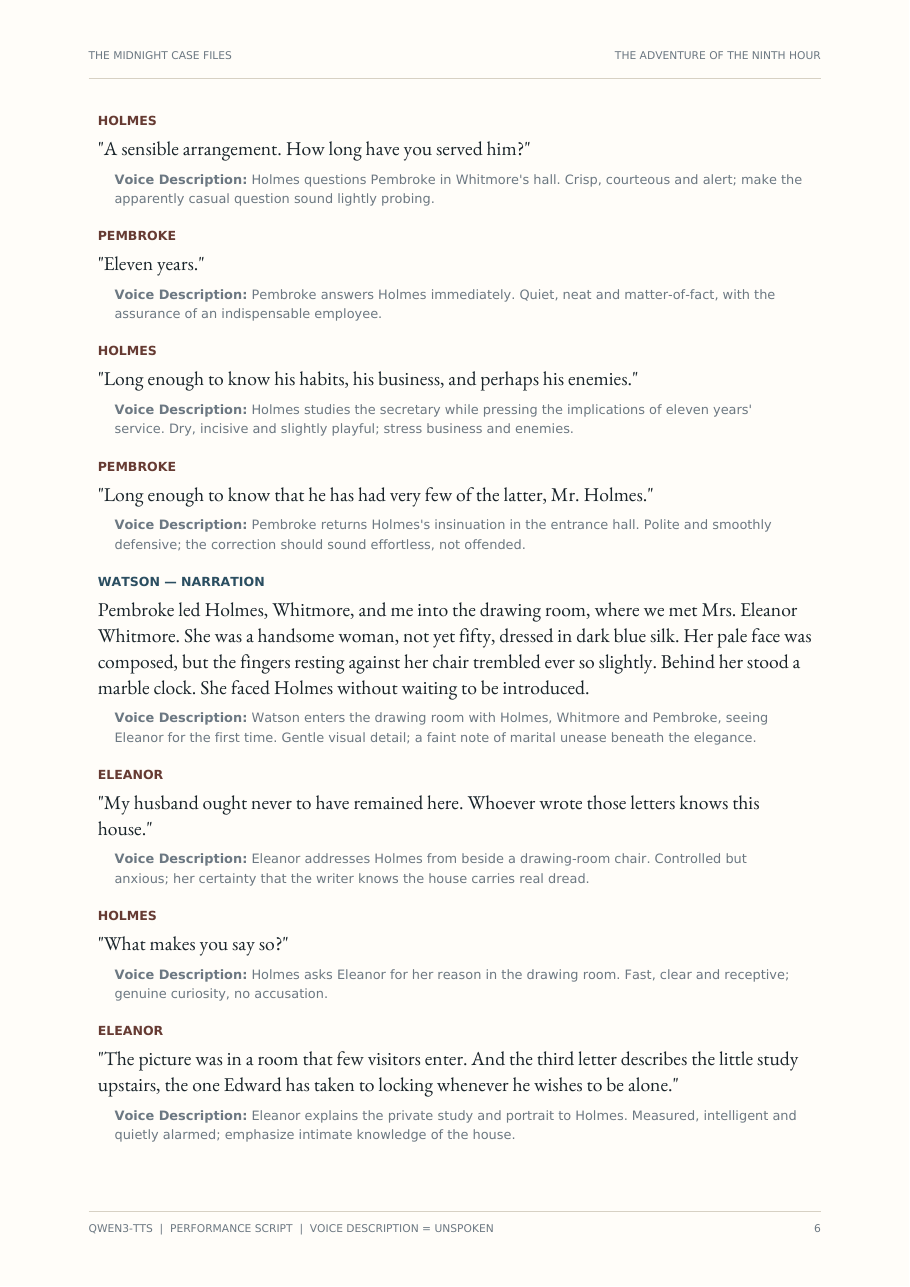 THE MIDNIGHT CASE FILES
THE ADVENTURE OF THE NINTH HOUR
HOLMES
"A sensible arrangement. How long have you served him?"
Voice Description: Holmes questions Pembroke in Whitmore's hall. Crisp, courteous and alert; make the
apparently casual question sound lightly probing.
PEMBROKE
"Eleven years."
Voice Description: Pembroke answers Holmes immediately. Quiet, neat and matter-of-fact, with the
assurance of an indispensable employee.
HOLMES
"Long enough to know his habits, his business, and perhaps his enemies."
Voice Description: Holmes studies the secretary while pressing the implications of eleven years'
service. Dry, incisive and slightly playful; stress business and enemies.
PEMBROKE
"Long enough to know that he has had very few of the latter, Mr. Holmes."
Voice Description: Pembroke returns Holmes's insinuation in the entrance hall. Polite and smoothly
defensive; the correction should sound effortless, not offended.
WATSON — NARRATION
Pembroke led Holmes, Whitmore, and me into the drawing room, where we met Mrs. Eleanor
Whitmore. She was a handsome woman, not yet fifty, dressed in dark blue silk. Her pale face was
composed, but the fingers resting against her chair trembled ever so slightly. Behind her stood a
marble clock. She faced Holmes without waiting to be introduced.
Voice Description: Watson enters the drawing room with Holmes, Whitmore and Pembroke, seeing
Eleanor for the first time. Gentle visual detail; a faint note of marital unease beneath the elegance.
ELEANOR
"My husband ought never to have remained here. Whoever wrote those letters knows this
house."
Voice Description: Eleanor addresses Holmes from beside a drawing-room chair. Controlled but
anxious; her certainty that the writer knows the house carries real dread.
HOLMES
"What makes you say so?"
Voice Description: Holmes asks Eleanor for her reason in the drawing room. Fast, clear and receptive;
genuine curiosity, no accusation.
ELEANOR
"The picture was in a room that few visitors enter. And the third letter describes the little study
upstairs, the one Edward has taken to locking whenever he wishes to be alone."
Voice Description: Eleanor explains the private study and portrait to Holmes. Measured, intelligent and
quietly alarmed; emphasize intimate knowledge of the house.
QWEN3-TTS | PERFORMANCE SCRIPT | VOICE DESCRIPTION = UNSPOKEN
6